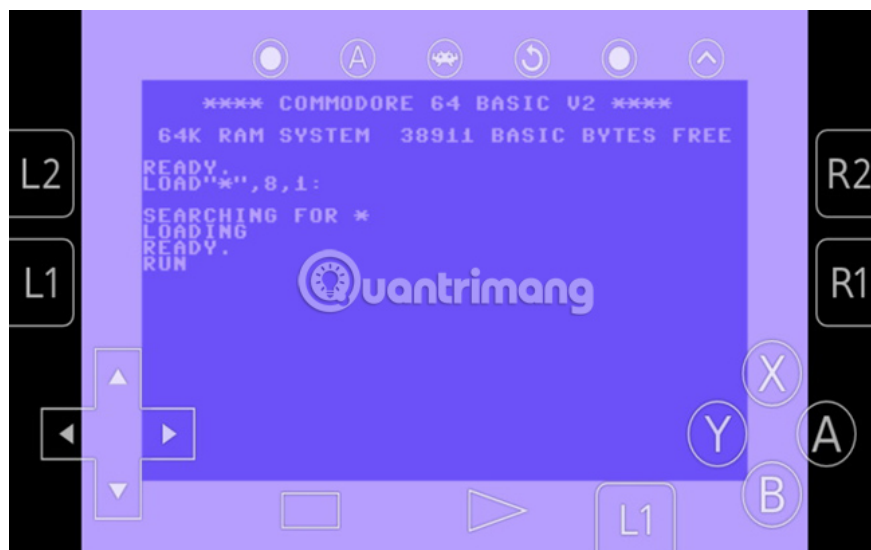 A
**** COMMODORE 64 BASIC V2 ****
64K RAM SYSTEM 38911 BASIC BYTES FREE
READY.
LOAD"*",8,1:
SEARCHING FOR *
LOADING
READY.
RUN
Quantrimang
L2
R2
L1
R1
X
Y
A
B
L1